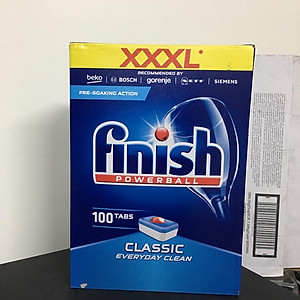 XXXL*
RECOMMENDED BY
beko BOSCH gorenje NEFF SIEMENS
PRE-SOAKING ACTION
finish
POWERBALL
100 TABS
CLASSIC
EVERYDAY CLEAN